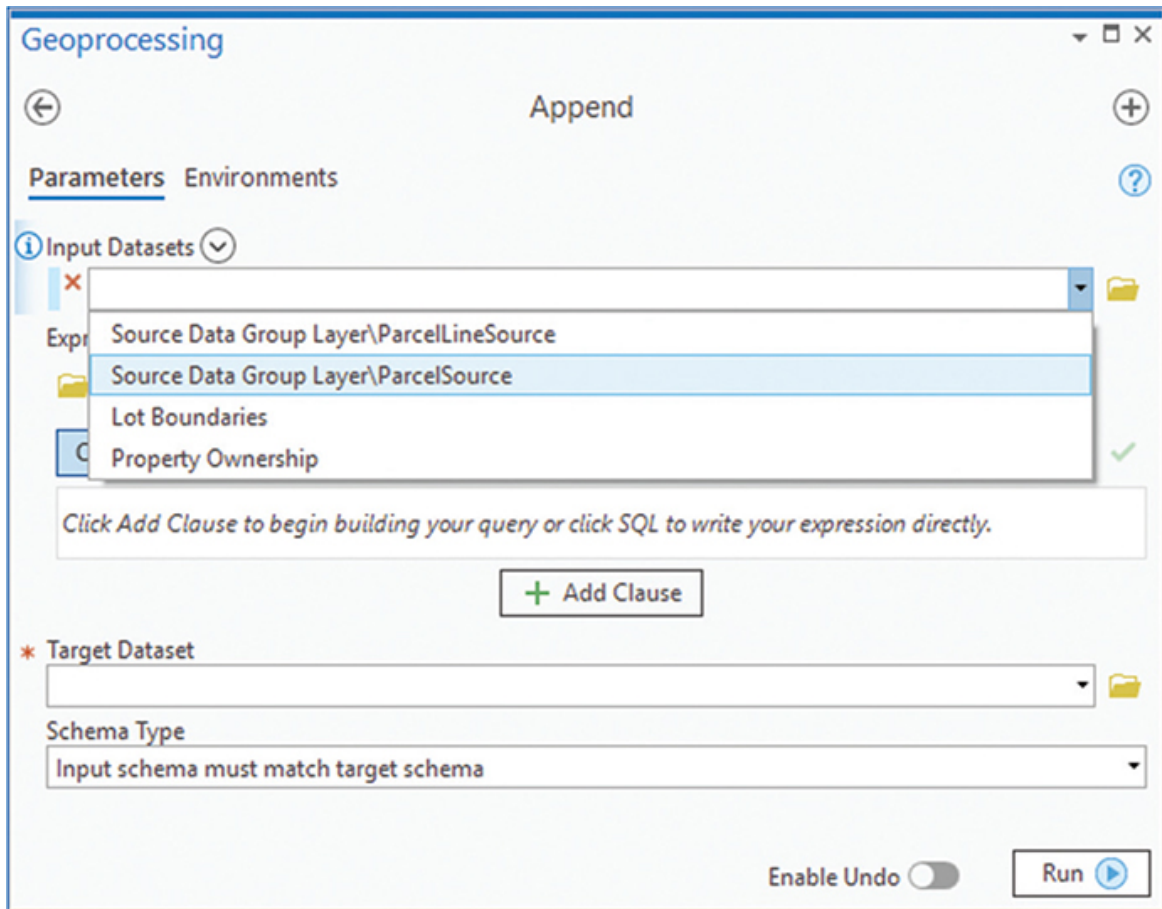 Geoprocessing
Append
Parameters Environments
Input Datasets
Source Data Group Layer\ParcelLineSource
Expr
Source Data Group Layer\ParcelSource
Lot Boundaries
Property Ownership
Click Add Clause to begin building your query or click SQL to write your expression directly.
Add Clause
Target Dataset
Schema Type
Input schema must match target schema
Enable Undo
Run